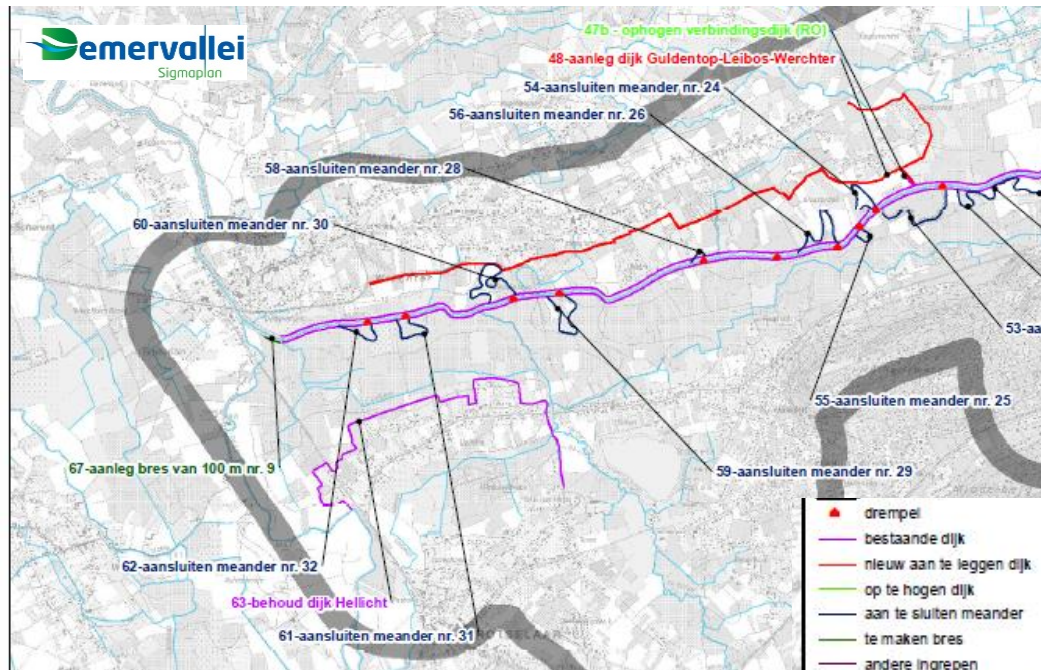 Demervallei
Sigmaplan
47b - ophogen verbindingsdijk (RO)
48-aanleg dijk Guldentop-Leibos-Werchter
54-aansluiten meander nr. 24
56-aansluiten meander nr. 26
58-aansluiten meander nr. 28
60-aansluiten meander nr. 30
53-aa
55-aansluiten meander nr. 25
67-aanleg bres van 100 m nr. 9
59-aansluiten meander nr. 29
62-aansluiten meander nr. 32
63-behoud dijk Hellicht
61-aansluiten meander nr. 31
ROTSELAAR
drempel
bestaande dijk
nieuw aan te leggen dijk
op te hogen dijk
aan te sluiten meander
te maken bres
andere ingrepen